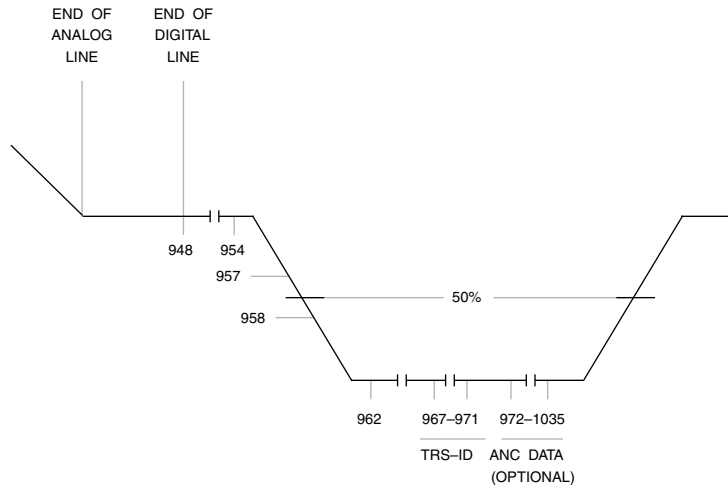 END OF ANALOG LINE
END OF DIGITAL LINE
948
954
957
958
50%
962
967–971
972–1035
TRS–ID
ANC DATA
(OPTIONAL)